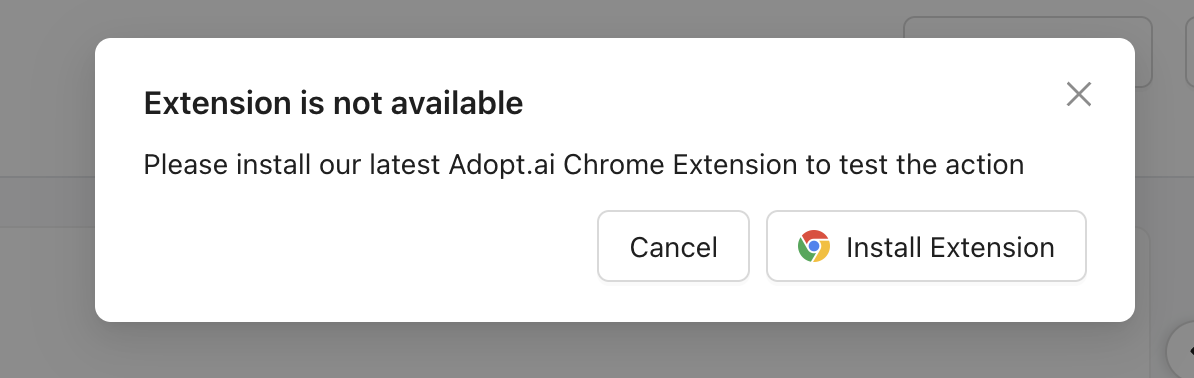 Extension is not available
Please install our latest Adopt.ai Chrome Extension to test the action
Cancel
Install Extension